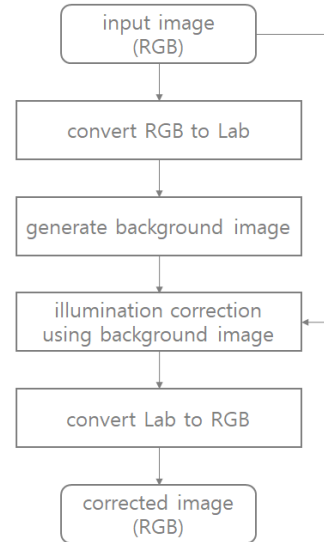 input image
(RGB)
convert RGB to Lab
generate background image
illumination correction
using background image
convert Lab to RGB
corrected image
(RGB)